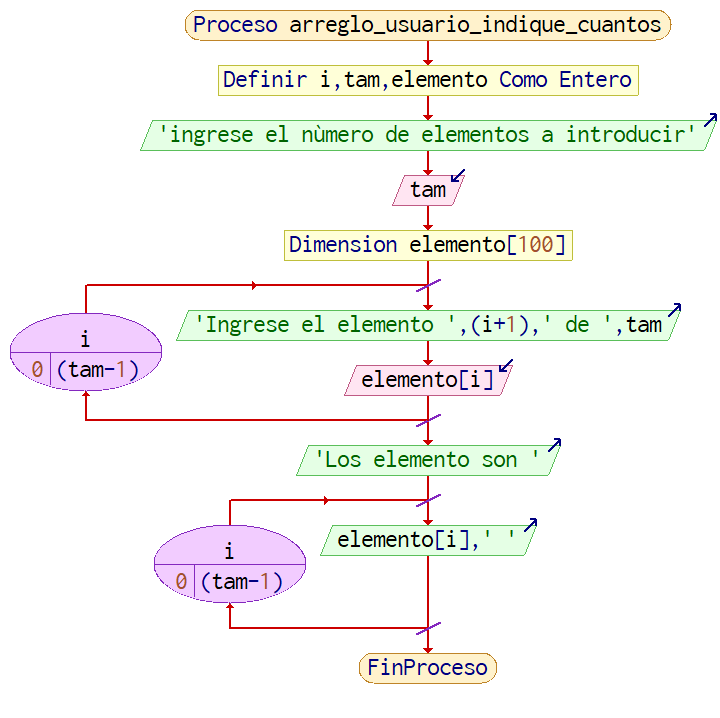 Proceso arreglo_usuario_indique_cuantos
Definir i,tam,elemento Como Entero
'ingrese el nùmero de elementos a introducir'
tam
Dimension elemento[100]
i
0 (tam-1)
'Ingrese el elemento ',(i+1),' de ',tam
elemento[i]
'Los elemento son '
i
0 (tam-1)
elemento[i],' '
FinProceso